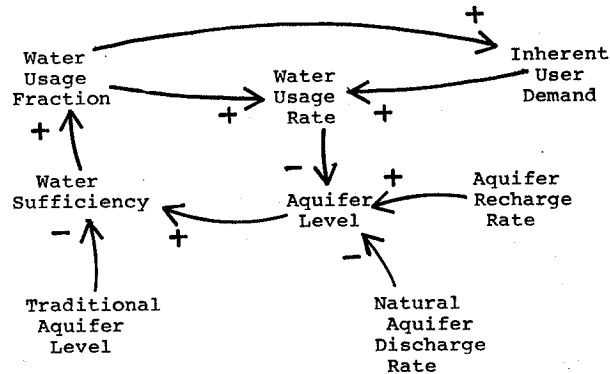 +
Water
Usage
Fraction
Water
Usage
Rate
Inherent
User
Demand
+
+
+
-
+
Water
Sufficiency
Aquifer
Level
Aquifer
Recharge
Rate
-
+
-
Traditional
Aquifer
Level
Natural
Aquifer
Discharge
Rate